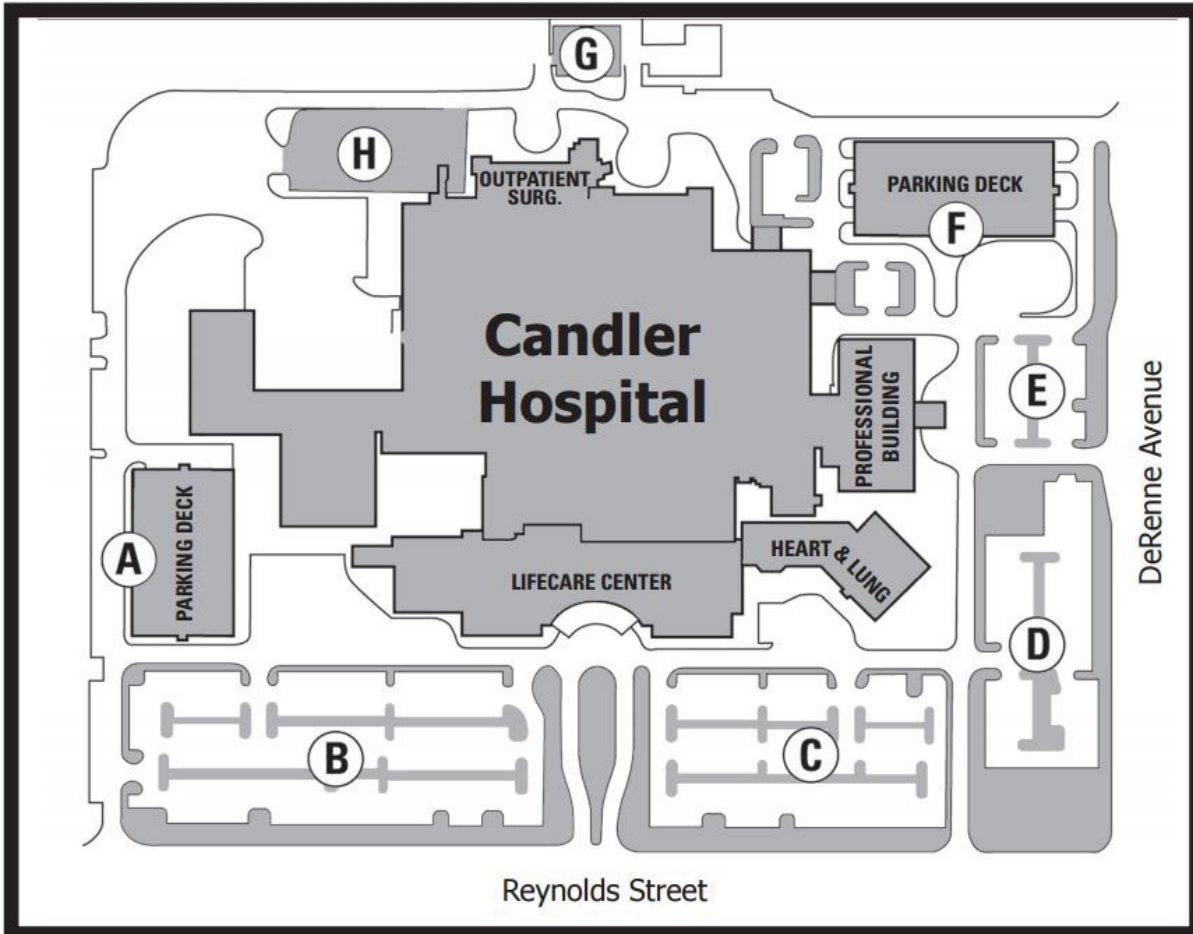 G
H
OUTPATIENT
SURG.
PARKING DECK
F
Candler
Hospital
PROFESSIONAL
BUILDING
E
DeRenne Avenue
A
PARKING DECK
HEART & LUNG
LIFECARE CENTER
D
B
C
Reynolds Street